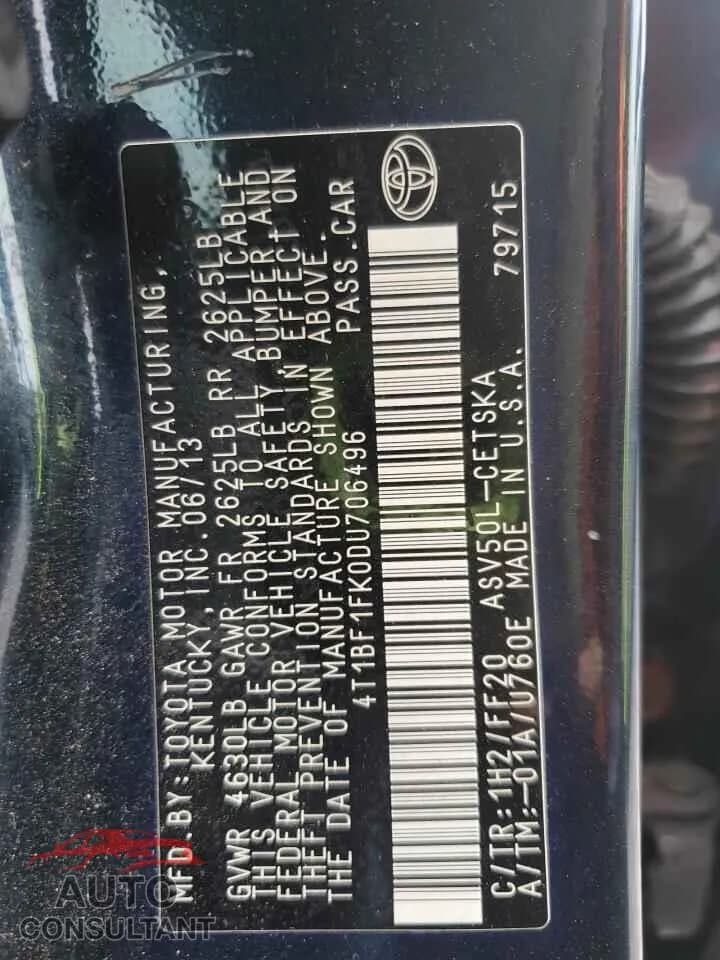 MFD.BY:TOYOTA MOTOR MANUFACTURING,
KENTUCKY, INC. 06/13
GVWR 4630LB GAWR FR 2625LB RR 2625LB
THIS VEHICLE CONFORMS TO ALL APPLICABLE
FEDERAL MOTOR VEHICLE SAFETY, BUMPER, AND
THEFT PREVENTION STANDARDS IN EFFECT ON
THE DATE OF MANUFACTURE SHOWN ABOVE.
4T1BF1FK0DU706496 PASS.CAR
C/TR:1H2/FF20 ASV50L-CETSKA 79715
A/TM:-01A/U760E MADE IN U.S.A.
AUTO
CONSULTANT